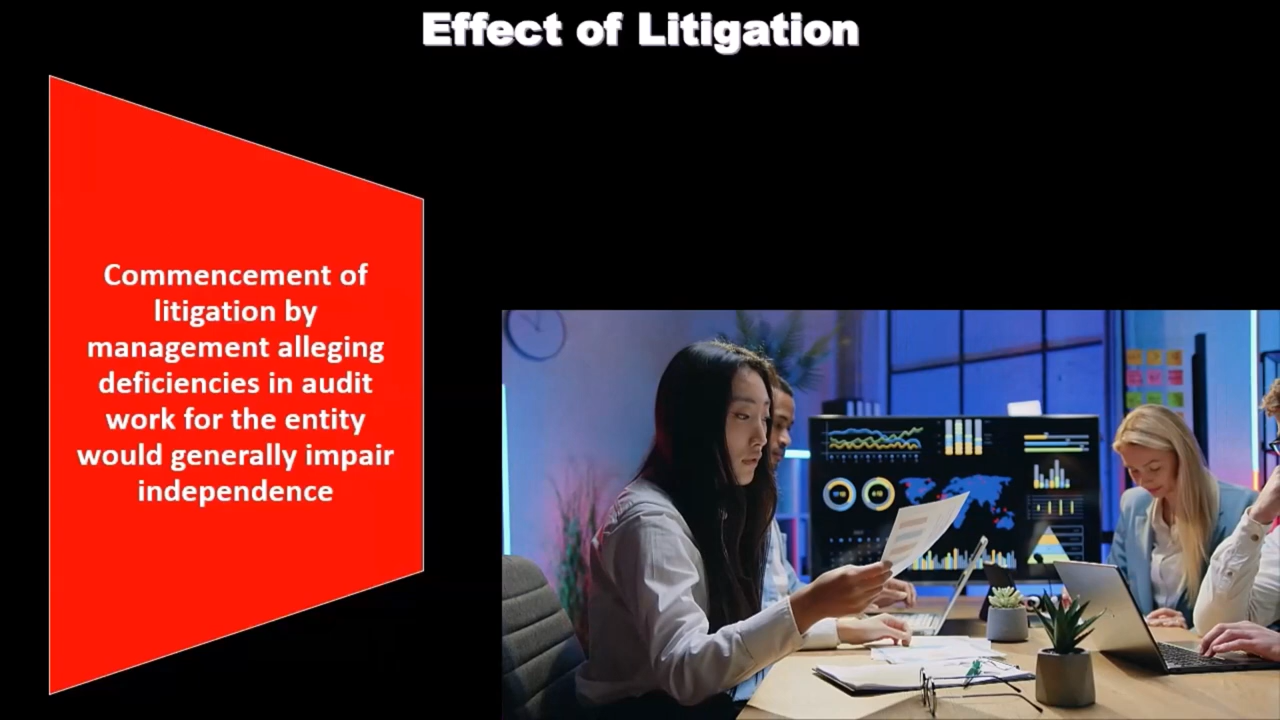 Effect of Litigation
Commencement of
litigation by
management alleging
deficiencies in audit
work for the entity
would generally impair
independence